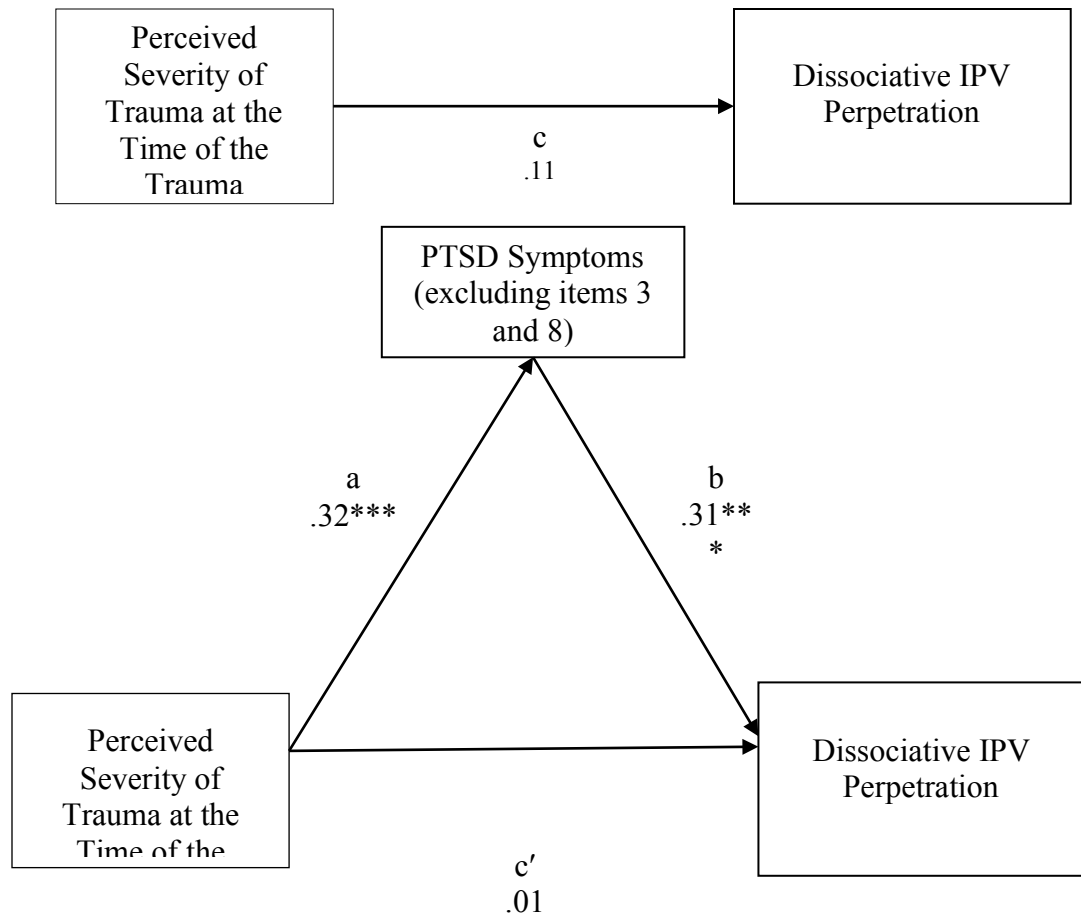 Perceived
Severity of
Trauma at the
Time of the
Trauma
Dissociative IPV
Perpetration
c
.11
PTSD Symptoms
(excluding items 3
and 8)
a
.32***
b
.31**
*
Perceived
Severity of
Trauma at the
Time of the
Dissociative IPV
Perpetration
c′
.01